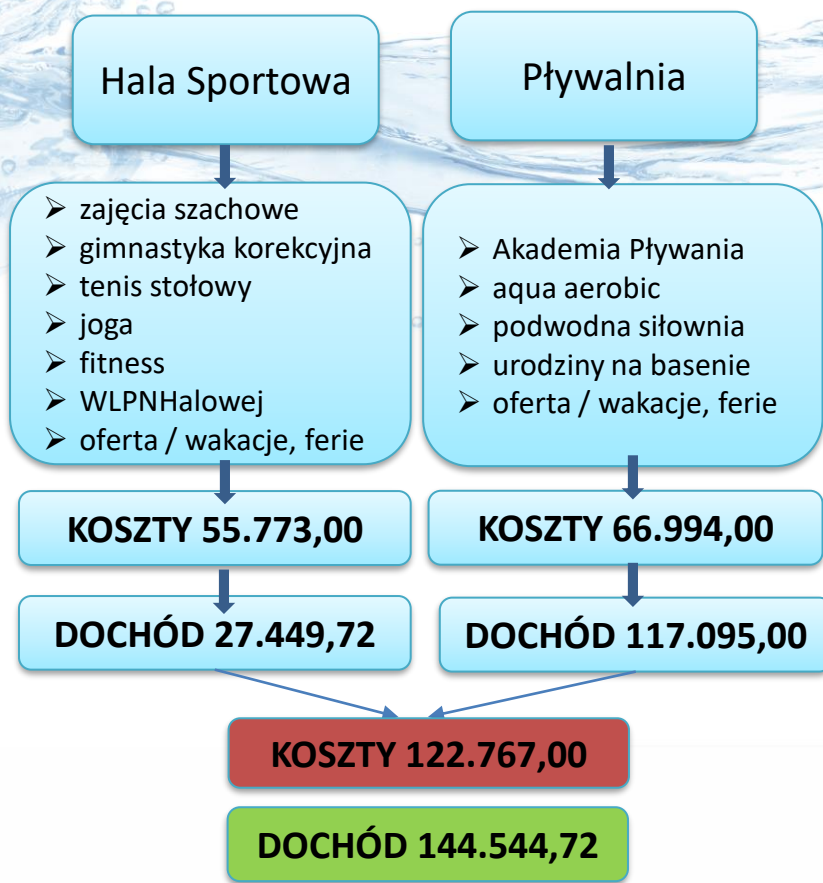 Hala Sportowa
➢ zajęcia szachowe
➢ gimnastyka korekcyjna
➢ tenis stołowy
➢ joga
➢ fitness
➢ WLPNHalowej
➢ oferta / wakacje, ferie
KOSZTY 55.773,00
DOCHÓD 27.449,72
Pływalnia
➢ Akademia Pływania
➢ aqua aerobic
➢ podwodna siłownia
➢ urodziny na basenie
➢ oferta / wakacje, ferie
KOSZTY 66.994,00
DOCHÓD 117.095,00
KOSZTY 122.767,00
DOCHÓD 144.544,72